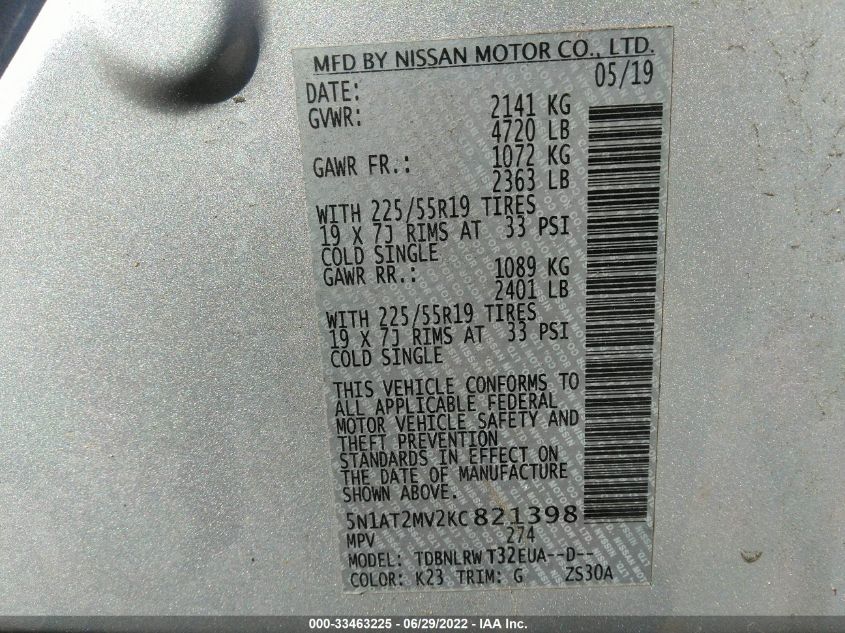 MFD BY NISSAN MOTOR CO., LTD.
DATE: 05/19
GVWR: 2141 KG
4720 LB
GAWR FR.: 1072 KG
2363 LB
WITH 225/55R19 TIRES
19 X 7J RIMS AT 33 PSI
COLD SINGLE
GAWR RR.: 1089 KG
2401 LB
WITH 225/55R19 TIRES
19 X 7J RIMS AT 33 PSI
COLD SINGLE
THIS VEHICLE CONFORMS TO
ALL APPLICABLE FEDERAL
MOTOR VEHICLE SAFETY AND
THEFT PREVENTION
STANDARDS IN EFFECT ON
THE DATE OF MANUFACTURE
SHOWN ABOVE.
5N1AT2MV2KC821398
MPV 274
MODEL: TDBNLRW T32EUA--D--
COLOR: K23 TRIM: G ZS30A
000-33463225 - 06/29/2022 - IAA Inc.